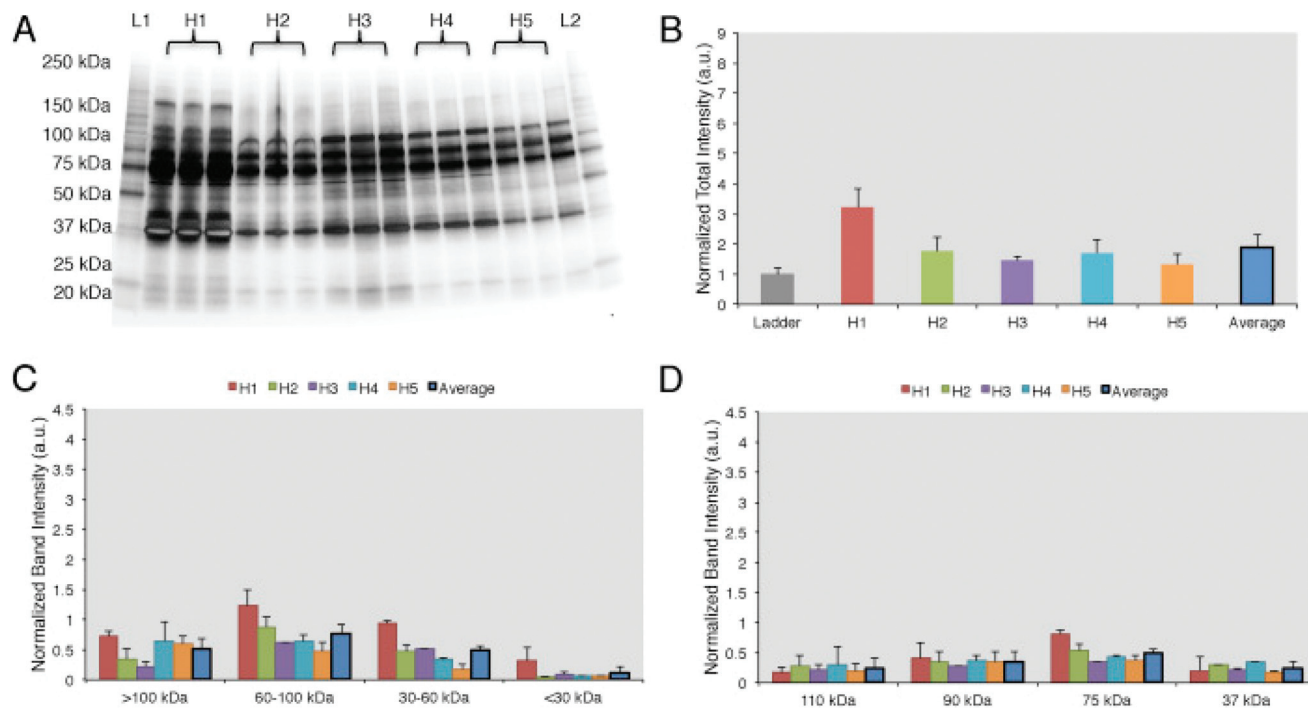 A
L1 H1 H2 H3 H4 H5 L2
250 kDa
150 kDa
100 kDa
75 kDa
50 kDa
37 kDa
25 kDa
20 kDa
B
Normalized Total Intensity (a.u.)
9
8
7
6
5
4
3
2
1
0
Ladder H1 H2 H3 H4 H5 Average
C
H1 H2 H3 H4 H5 Average
Normalized Band Intensity (a.u.)
4.5
4
3.5
3
2.5
2
1.5
1
0.5
0
>100 kDa 60-100 kDa 30-60 kDa <30 kDa
D
H1 H2 H3 H4 H5 Average
Normalized Band Intensity (a.u.)
4.5
4
3.5
3
2.5
2
1.5
1
0.5
0
110 kDa 90 kDa 75 kDa 37 kDa